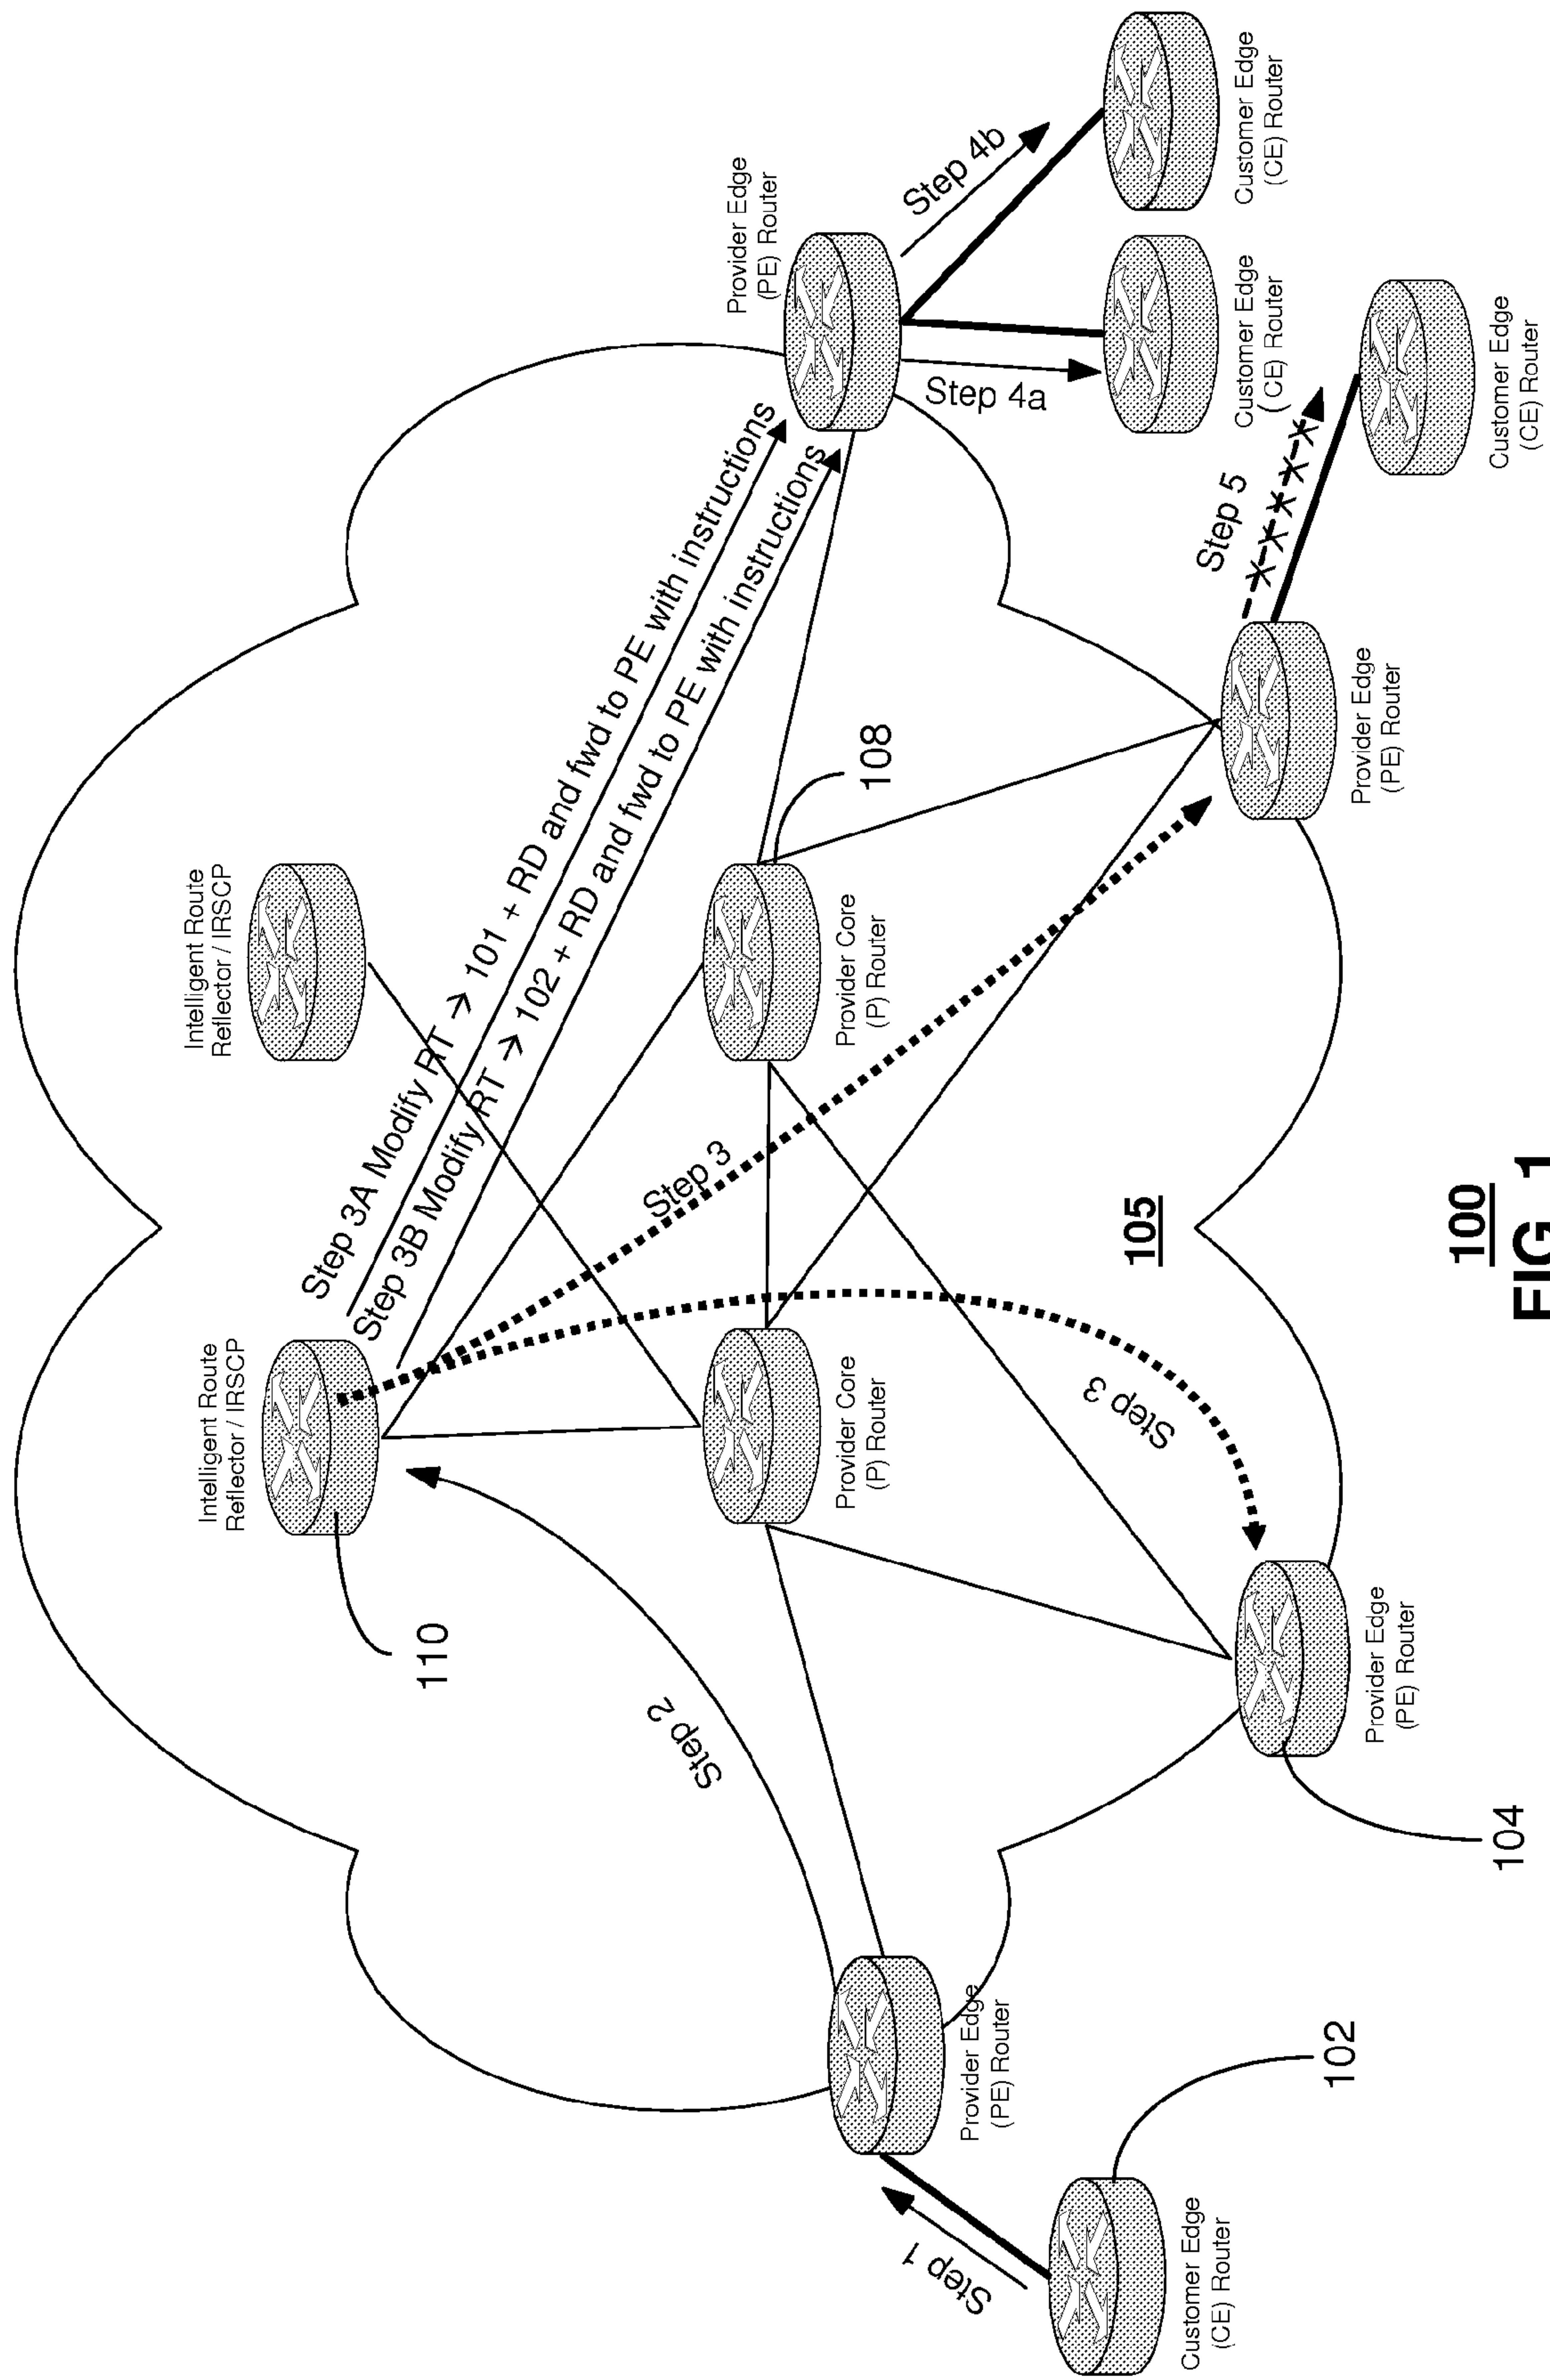 Intelligent Route
Reflector / IRSCP
110
Intelligent Route
Reflector / IRSCP
Step 3A Modify RT → 101 + RD and fwd to PE with instructions
Step 3B Modify RT → 102 + RD and fwd to PE with instructions
Step 2
Step 3
Step 3
Provider Core
(P) Router
Provider Core
(P) Router
108
Provider Edge
(PE) Router
Step 4a
Step 4b
Customer Edge
(CE) Router
Customer Edge
(CE) Router
Step 5
X X X X X
Customer Edge
(CE) Router
Provider Edge
(PE) Router
Provider Edge
(PE) Router
Step 1
Customer Edge
(CE) Router
102
Provider Edge
(PE) Router
104
105
100
FIG. 1